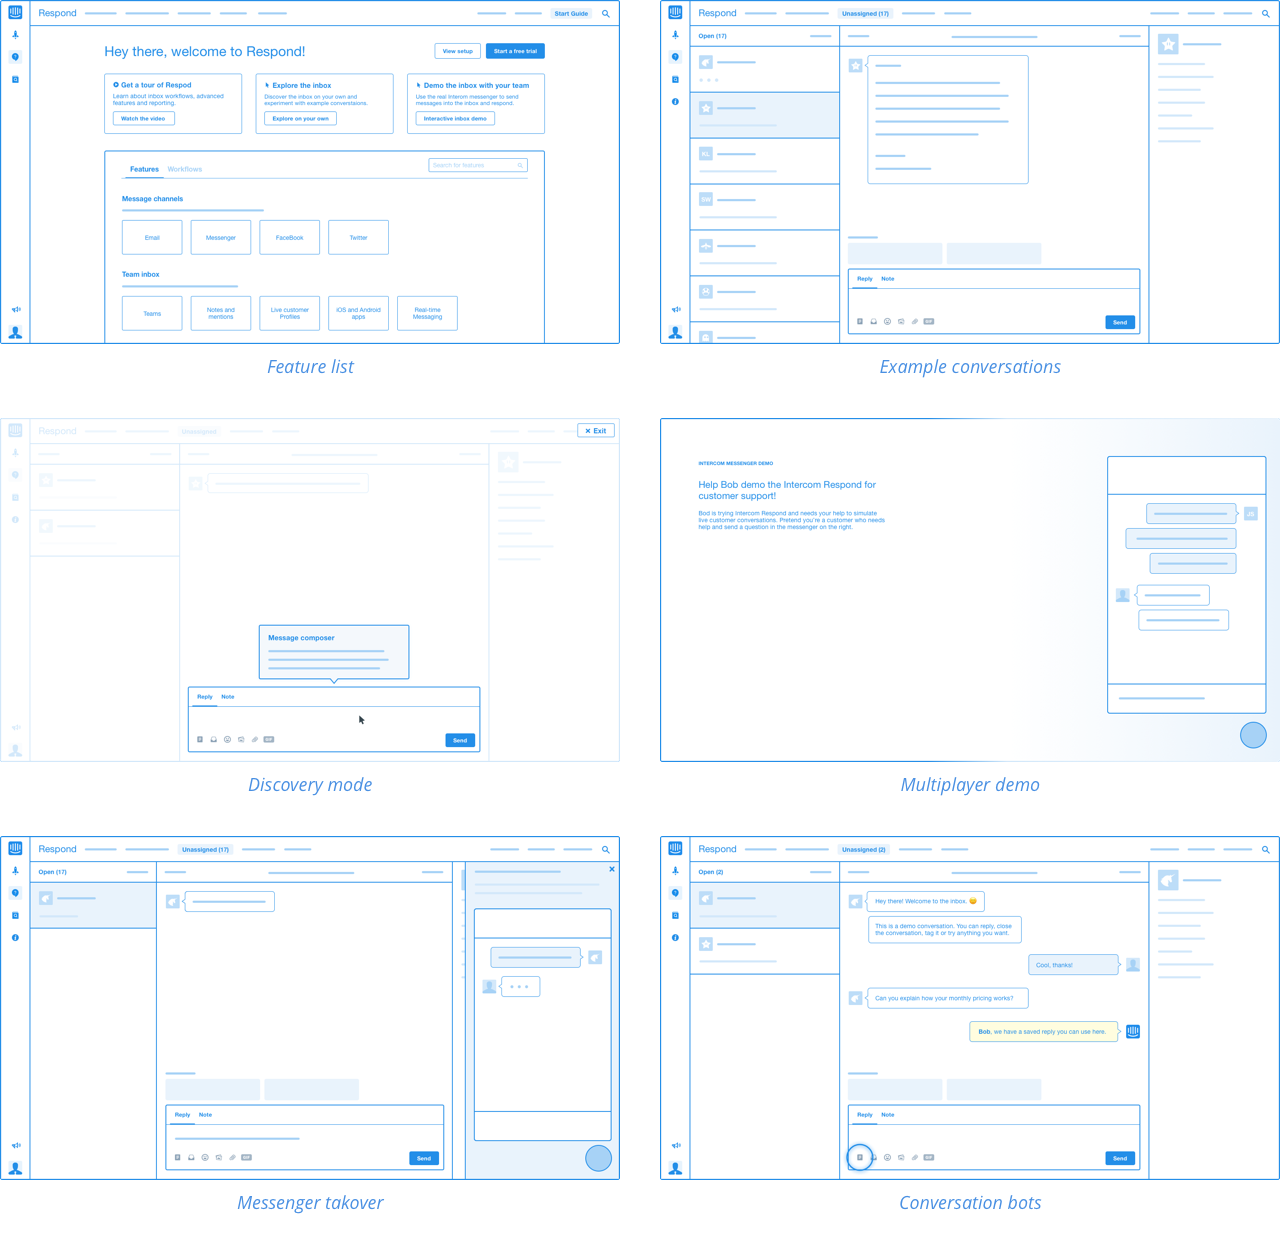 Respond
Start Guide
Hey there, welcome to Respond!
View setup
Start a free trial
Get a tour of Respod
Learn about inbox workflows, advanced
features and reporting.
Watch the video
Explore the inbox
Discover the inbox on your own and
experiment with example converstaions.
Explore on your own
Demo the inbox with your team
Use the real Intercom messenger to send
messages into the inbox and respond.
Interactive inbox demo
Features
Workflows
Search for features
Message channels
Email
Messenger
FaceBook
Twitter
Team inbox
Teams
Notes and
mentions
Live customer
Profiles
iOS and Android
apps
Real-time
Messaging
Feature list
Respond
Unassigned (17)
Open (17)
KL
SW
Reply
Note
GIF
Send
Example conversations
Respond
Unassigned
Exit
Message composer
Reply
Note
GIF
Send
Discovery mode
INTERCOM MESSENGER DEMO
Help Bob demo the Intercom Respond for
customer support!
Bod is trying Intercom Respond and needs your help to simulate
live customer conversations. Pretend you're a customer who needs
help and send a question in the messenger on the right.
JS
Multiplayer demo
Respond
Unassigned (17)
Open (17)
Reply
Note
GIF
Send
Messenger takover
Respond
Unassigned (2)
Open (2)
Hey there! Welcome to the inbox. 😄
This is a demo conversation. You can reply, close
the conversation, tag it or try anything you want.
Cool, thanks!
Can you explain how your monthly pricing works?
Bob, we have a saved reply you can use here.
Reply
Note
GIF
Send
Conversation bots